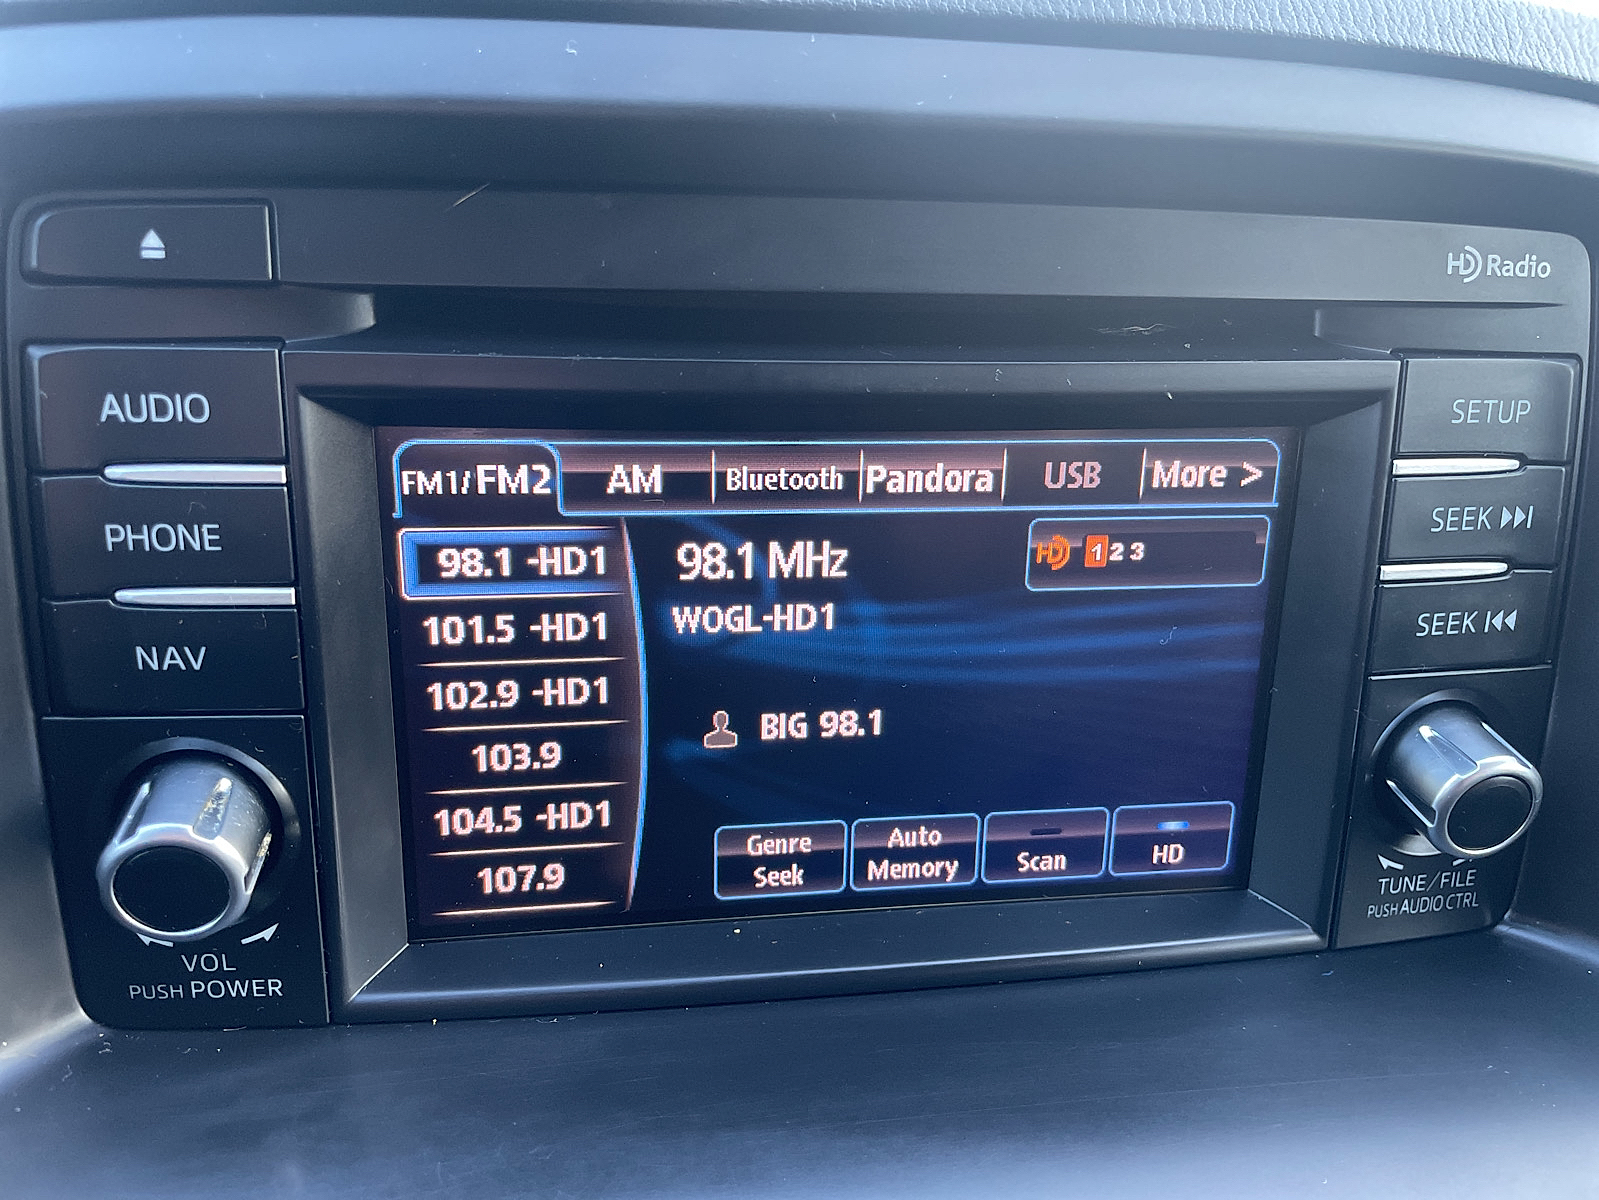 HD Radio
AUDIO
PHONE
NAV
VOL
PUSH POWER
FM1/FM2 AM Bluetooth Pandora USB More >
98.1 -HD1
101.5 -HD1
102.9 -HD1
103.9
104.5 -HD1
107.9
98.1 MHz
HD 1 2 3
WOGL-HD1
BIG 98.1
Genre
Seek
Auto
Memory
Scan
HD
SETUP
SEEK
SEEK
TUNE/FILE
PUSH AUDIO CTRL